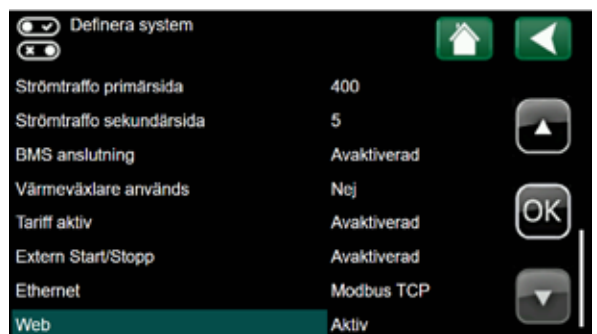 Definera system
Strömtraffo primärsida 400
Strömtraffo sekundärsida 5
BMS anslutning Avaktiverad
Värmeväxlare används Nej
Tariff aktiv Avaktiverad
Extern Start/Stopp Avaktiverad
OK
Ethernet Modbus TCP
Web Aktiv